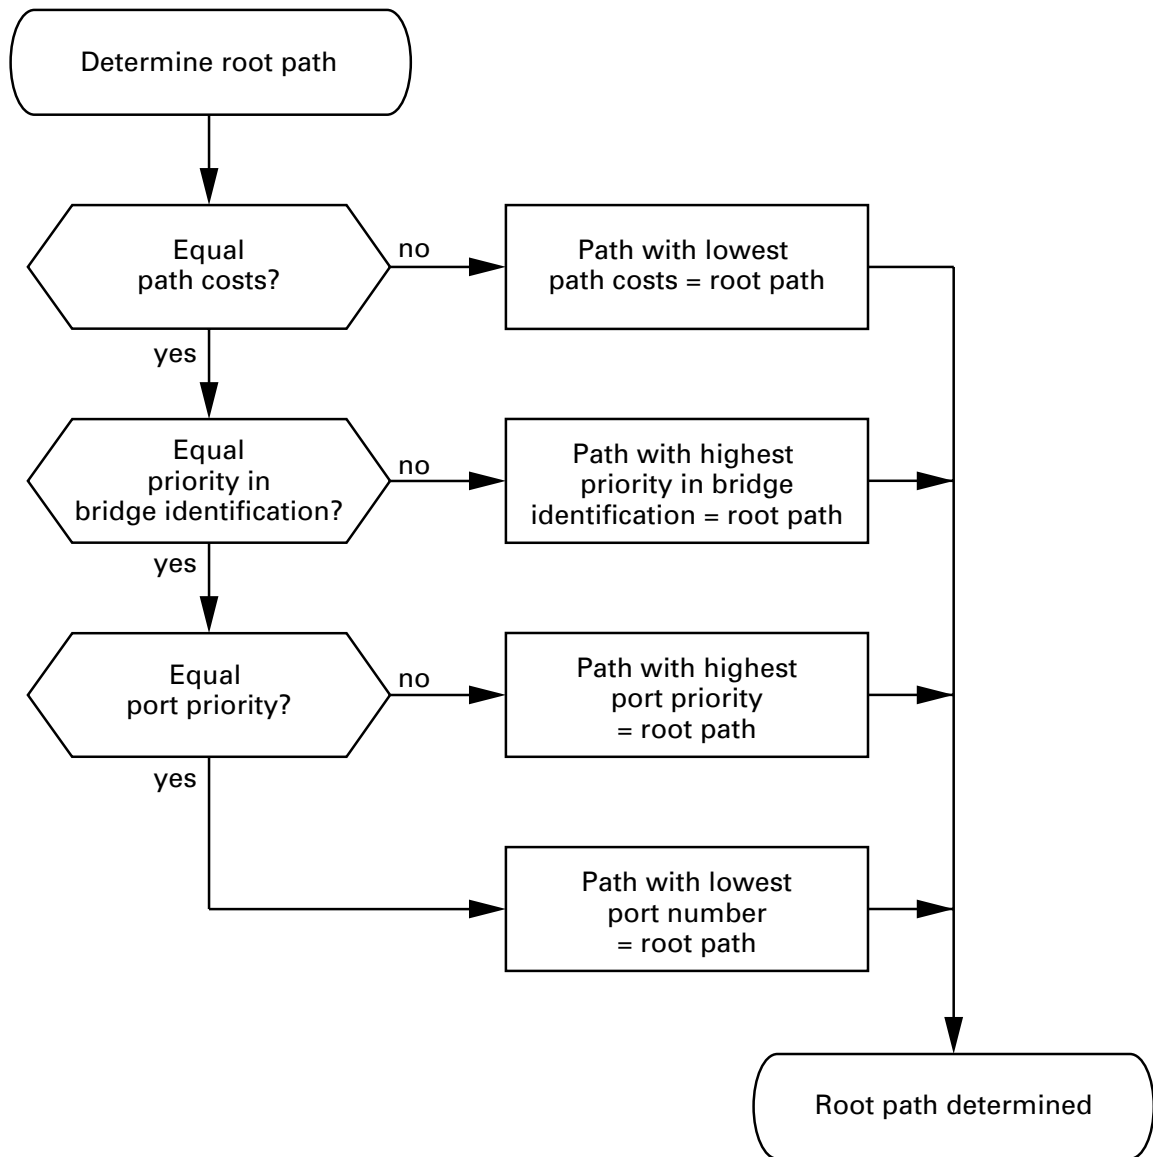 Determine root path
Equal
path costs?
no
Path with lowest
path costs = root path
yes
Equal
priority in
bridge identification?
no
Path with highest
priority in bridge
identification = root path
yes
Equal
port priority?
no
Path with highest
port priority
= root path
yes
Path with lowest
port number
= root path
Root path determined